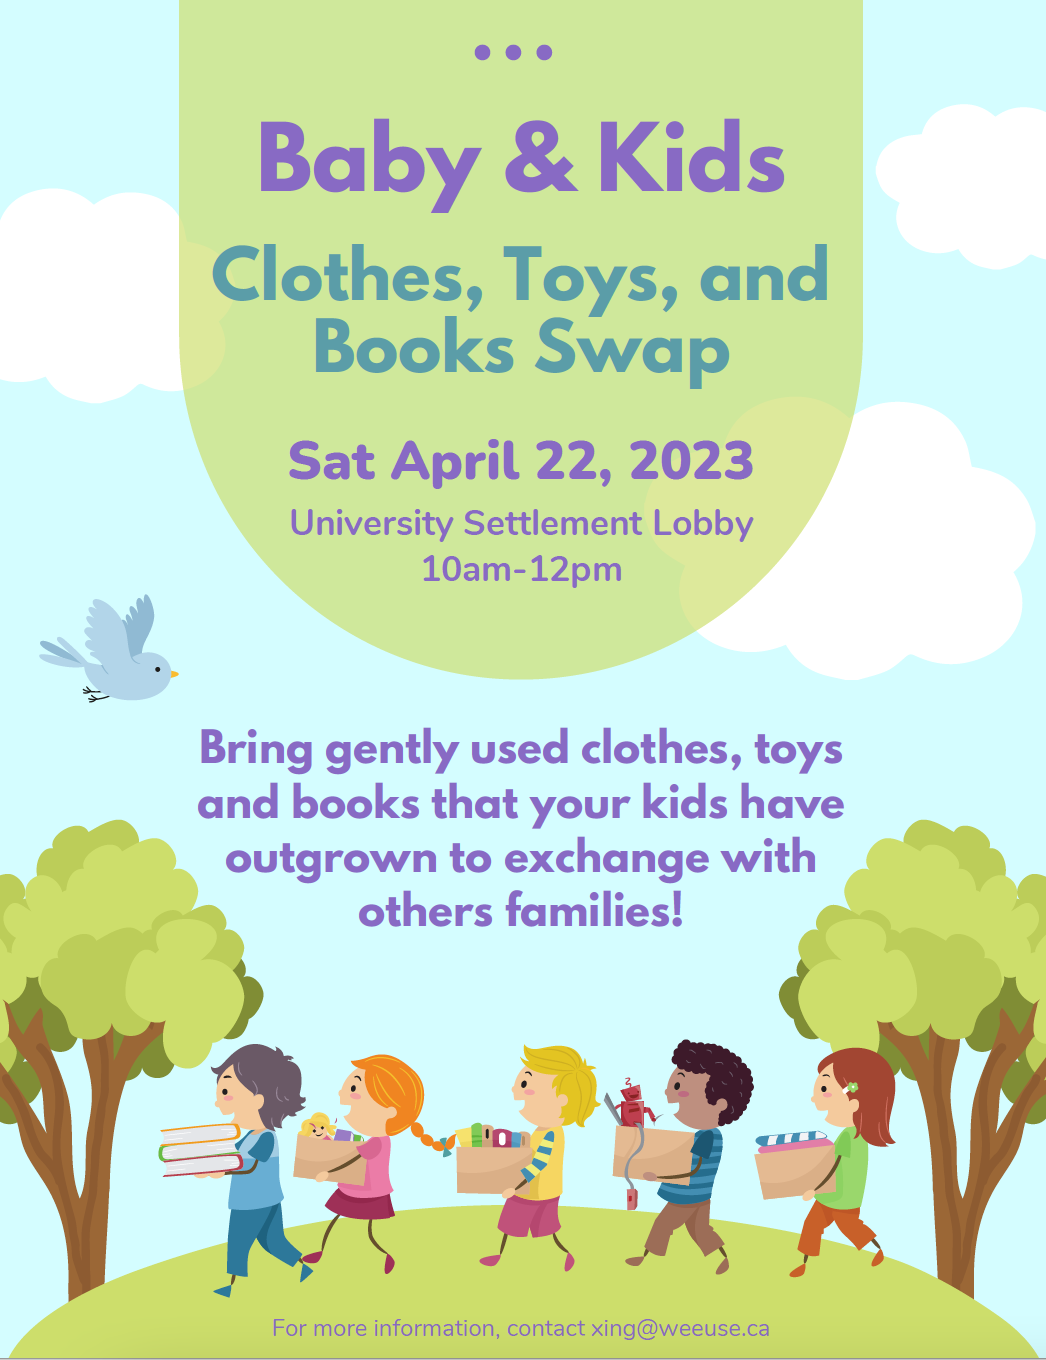 Baby & Kids
Clothes, Toys, and
Books Swap
Sat April 22, 2023
University Settlement Lobby
10am-12pm
Bring gently used clothes, toys
and books that your kids have
outgrown to exchange with
others families!
For more information, contact xing@weeuse.ca